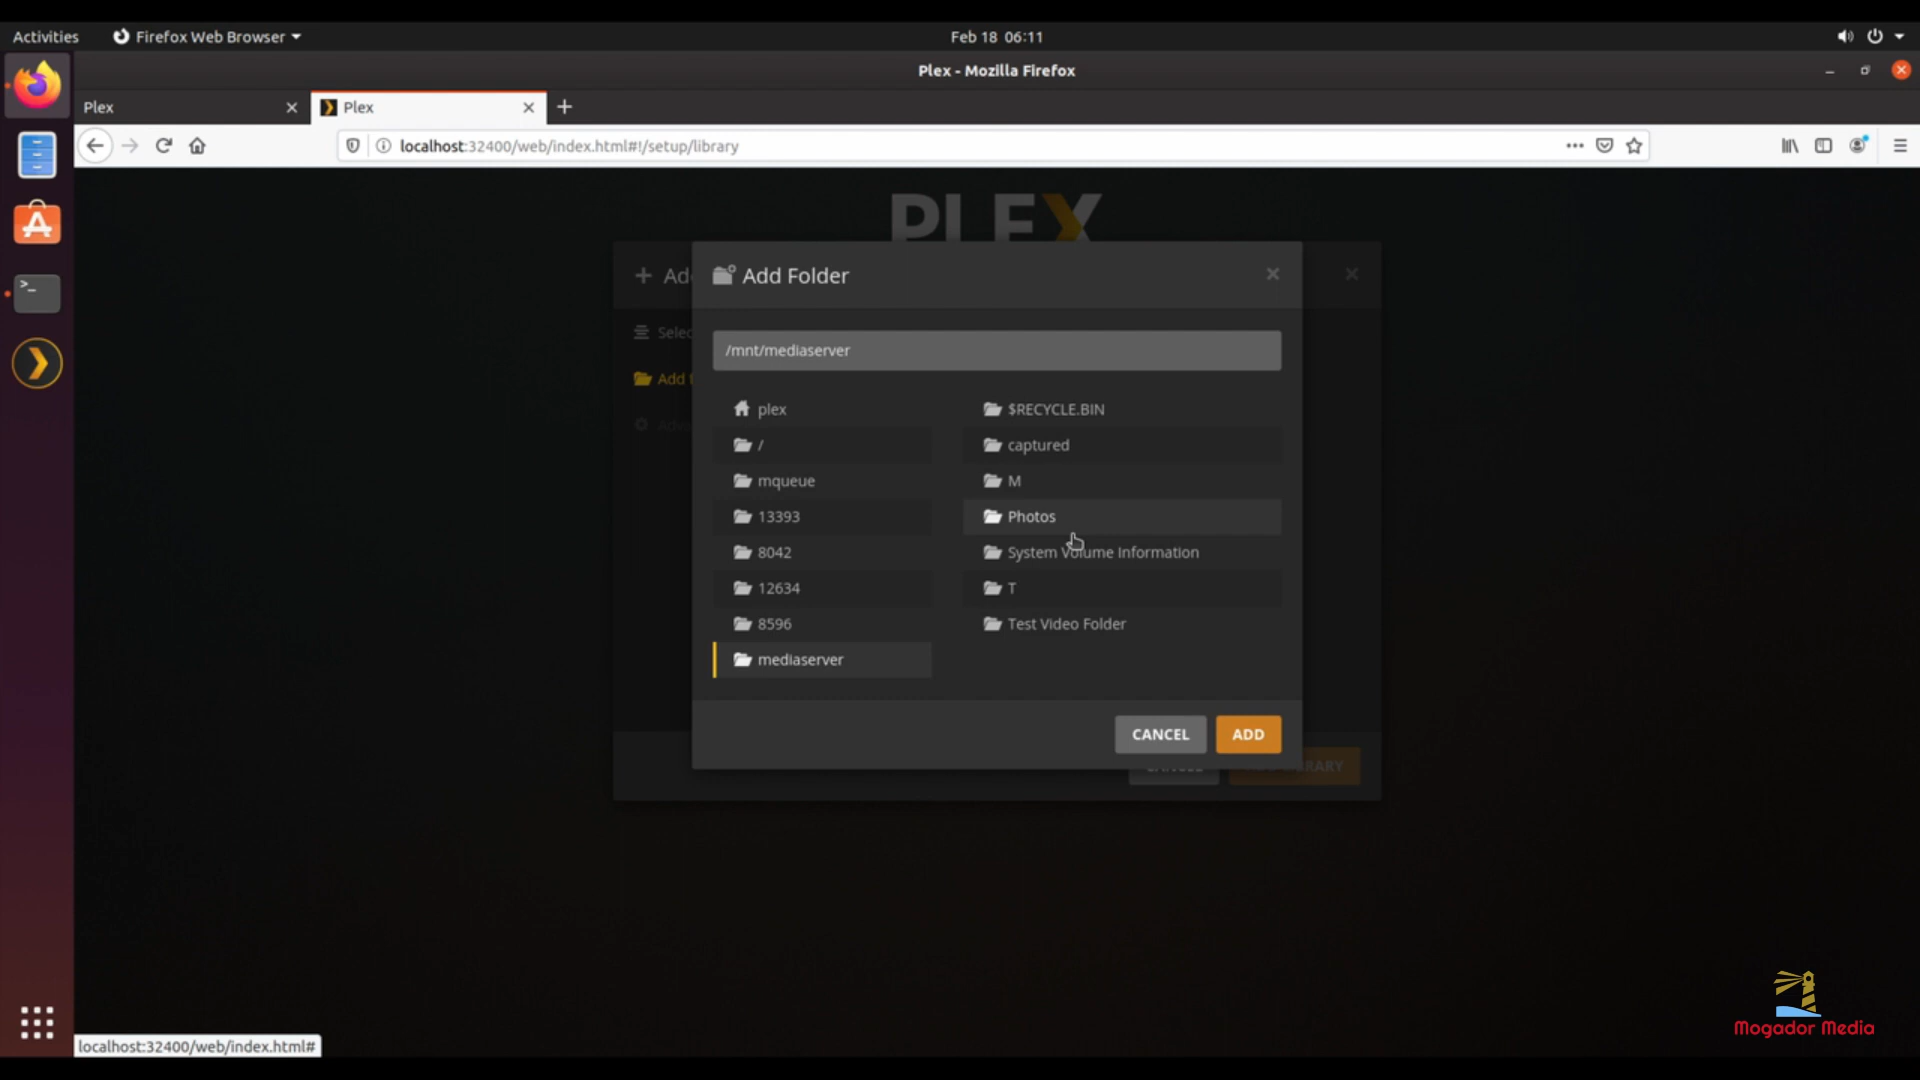 Activities
Firefox Web Browser
Feb 18 06:11
Plex - Mozilla Firefox
Plex
Plex
localhost:32400/web/index.html#!/setup/library
PLEX
Add Folder
/mnt/mediaserver
plex
/
mqueue
13393
8042
12634
8596
mediaserver
$RECYCLE.BIN
captured
M
Photos
System Volume Information
T
Test Video Folder
CANCEL
ADD
CANCEL
Mogador Media
localhost:32400/web/index.html#